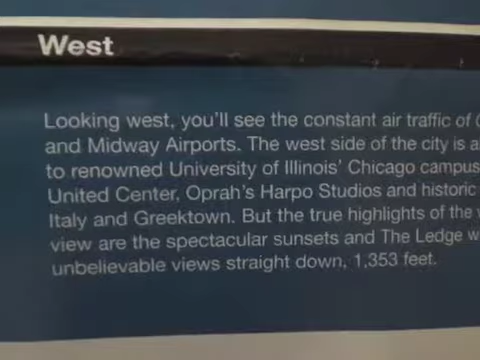 West
Looking west, you'll see the constant air traffic of
and Midway Airports. The west side of the city is
to renowned University of Illinois' Chicago campus
United Center, Oprah's Harpo Studios and historic
Italy and Greektown. But the true highlights of the
view are the spectacular sunsets and The Ledge
unbelievable views straight down, 1,353 feet.